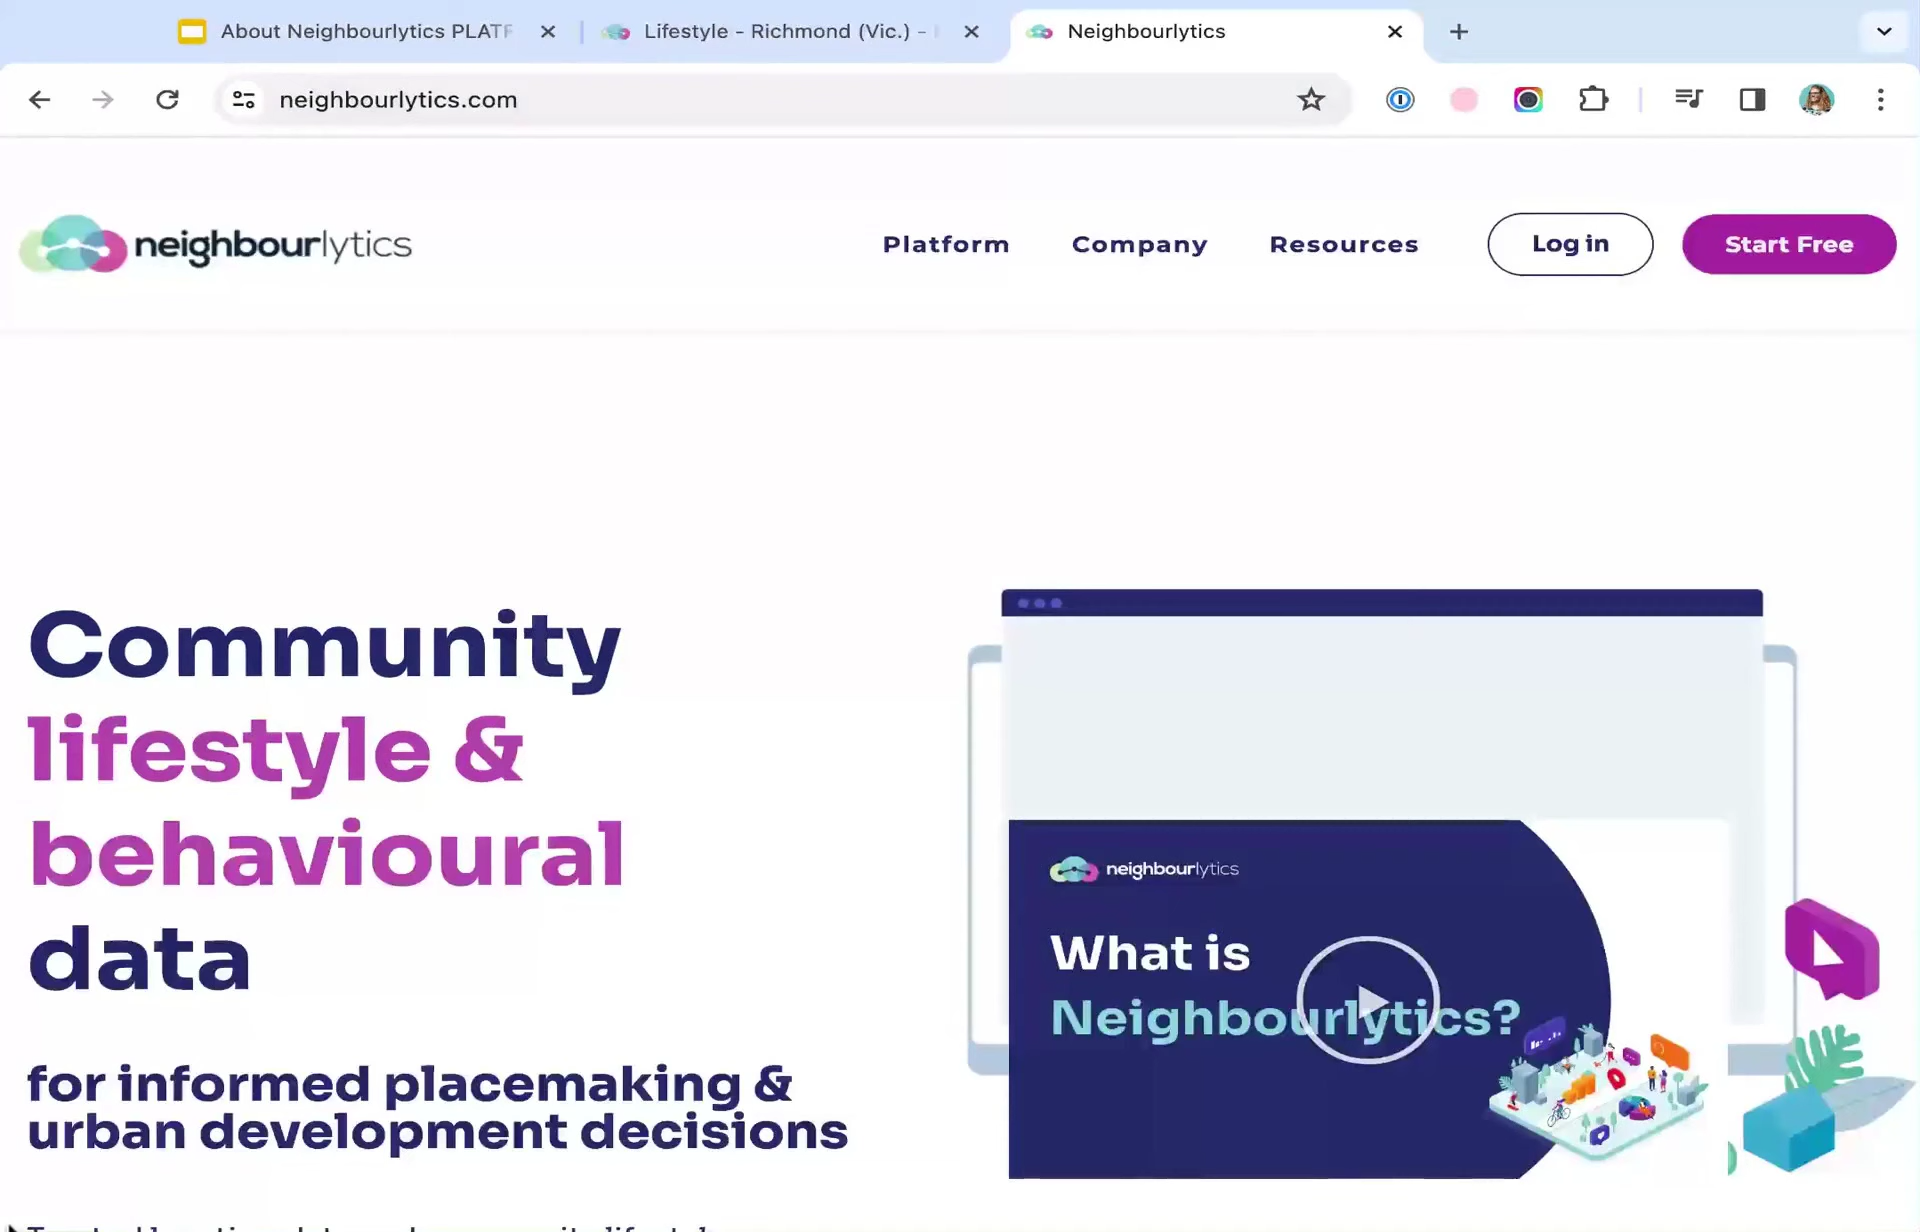 About Neighbourlytics PLATF
Lifestyle - Richmond (Vic.) -
Neighbourlytics
neighbourlytics.com
neighbourlytics
Platform
Company
Resources
Log in
Start Free
Community
lifestyle &
behavioural
data
for informed placemaking &
urban development decisions
neighbourlytics
What is
Neighbourlytics?